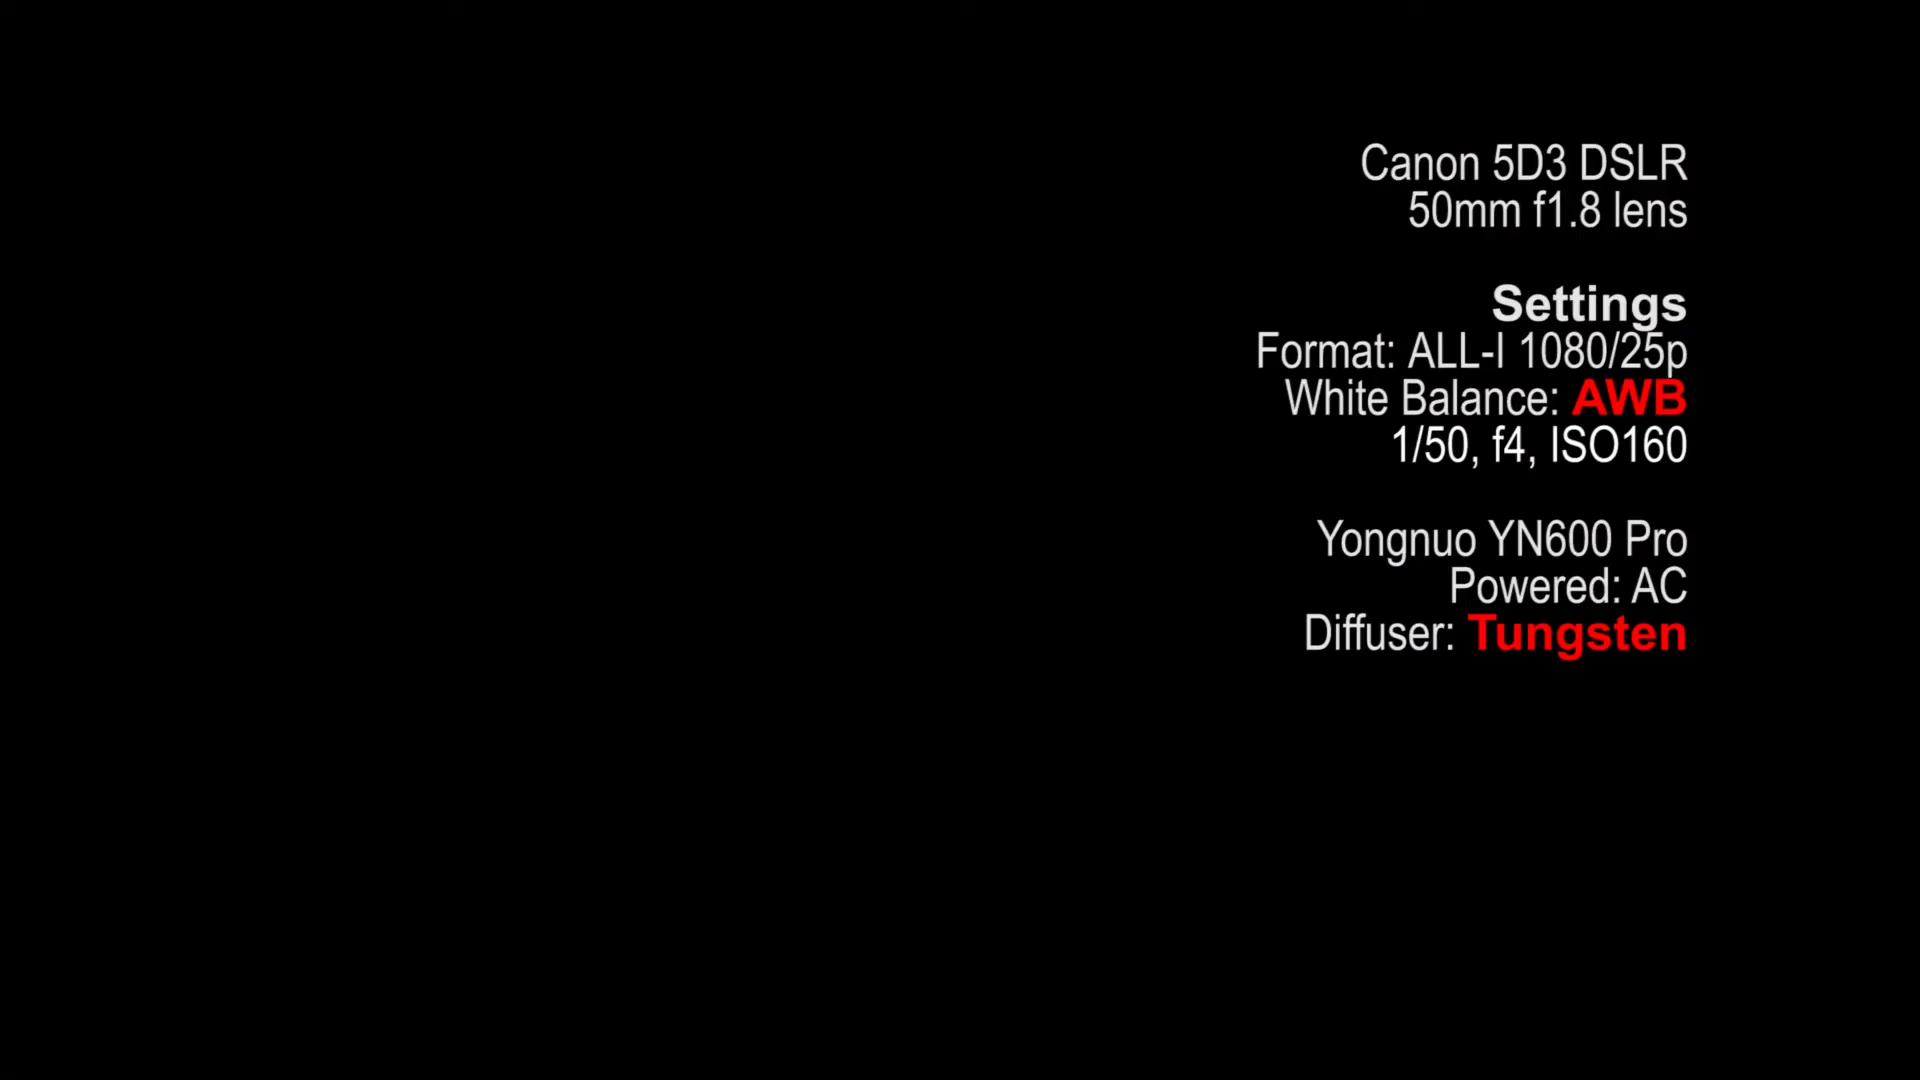 Canon 5D3 DSLR
50mm f1.8 lens
Settings
Format: ALL-I 1080/25p
White Balance: AWB
1/50, f4, ISO160
Yongnuo YN600 Pro
Powered: AC
Diffuser: Tungsten